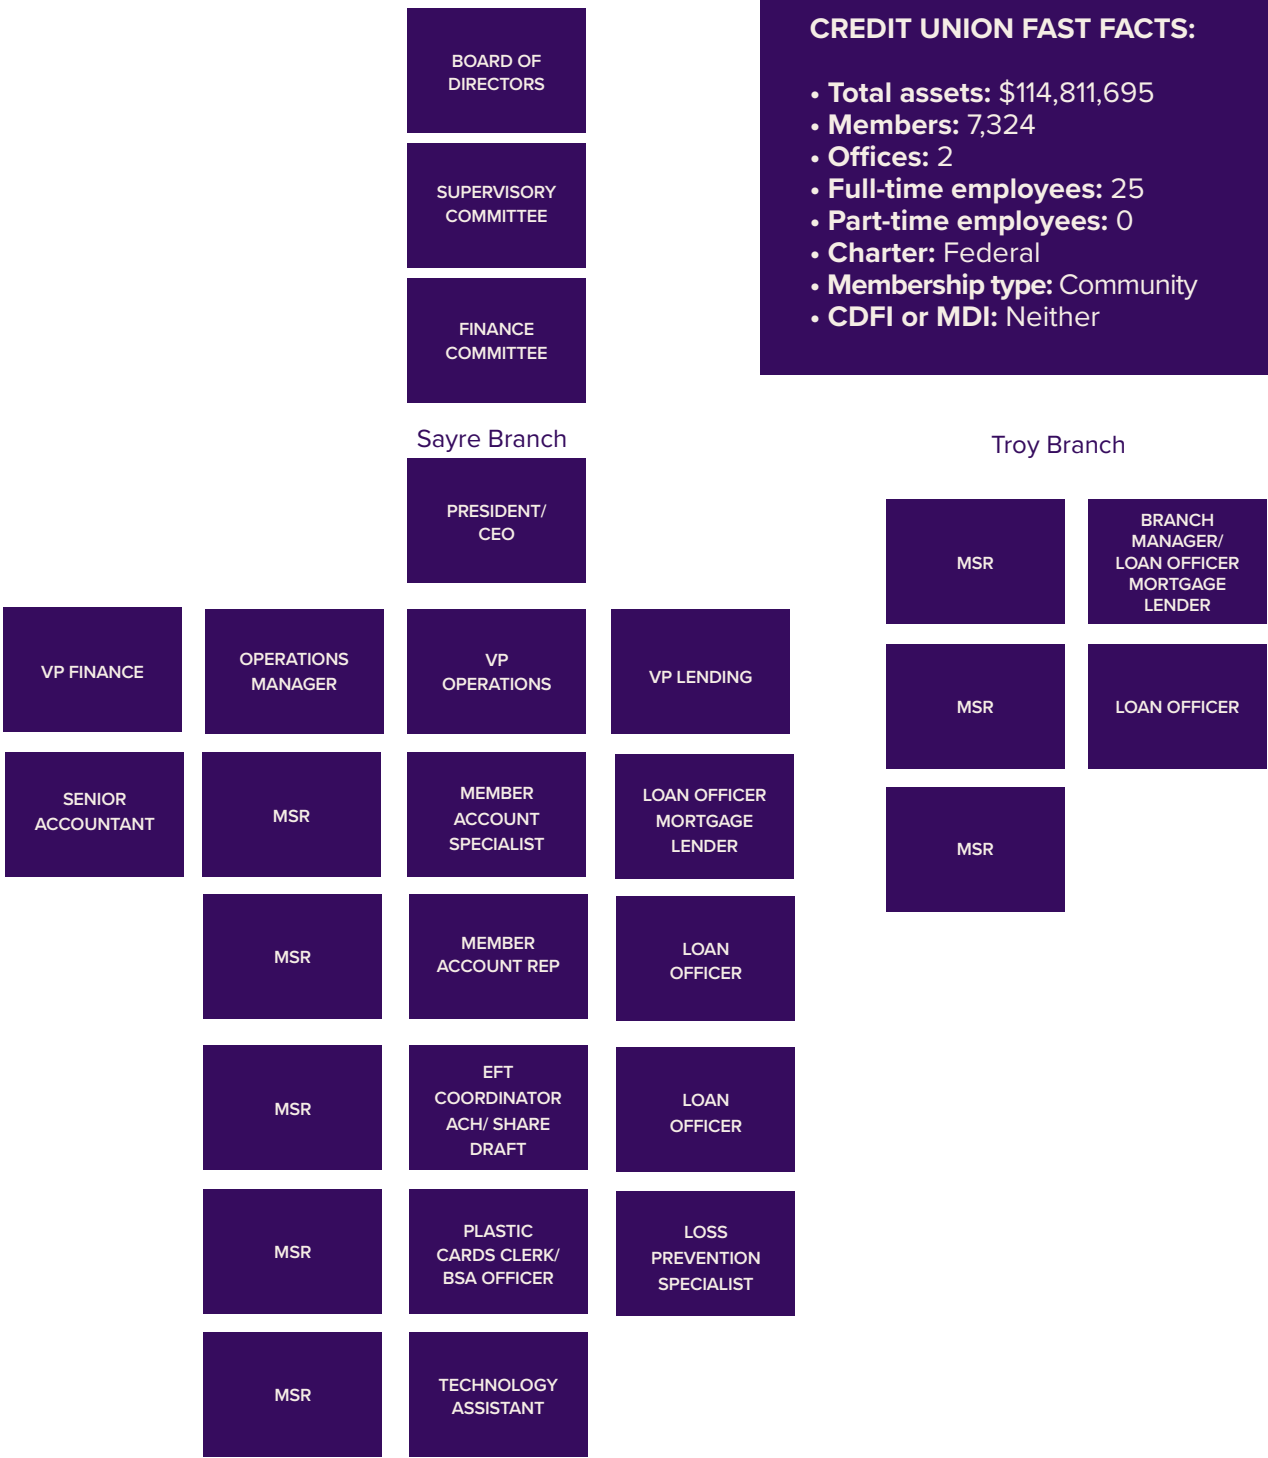 BOARD OF
DIRECTORS
SUPERVISORY
COMMITTEE
FINANCE
COMMITTEE
CREDIT UNION FAST FACTS:
• Total assets: $114,811,695
• Members: 7,324
• Offices: 2
• Full-time employees: 25
• Part-time employees: 0
• Charter: Federal
• Membership type: Community
• CDFI or MDI: Neither
Sayre Branch
PRESIDENT/
CEO
VP FINANCE
OPERATIONS
MANAGER
VP
OPERATIONS
VP LENDING
SENIOR
ACCOUNTANT
MSR
MEMBER
ACCOUNT
SPECIALIST
LOAN OFFICER
MORTGAGE
LENDER
MSR
MEMBER
ACCOUNT REP
LOAN
OFFICER
MSR
EFT
COORDINATOR
ACH/ SHARE
DRAFT
LOAN
OFFICER
MSR
PLASTIC
CARDS CLERK/
BSA OFFICER
LOSS
PREVENTION
SPECIALIST
MSR
TECHNOLOGY
ASSISTANT
Troy Branch
MSR
BRANCH
MANAGER/
LOAN OFFICER
MORTGAGE
LENDER
MSR
LOAN OFFICER
MSR